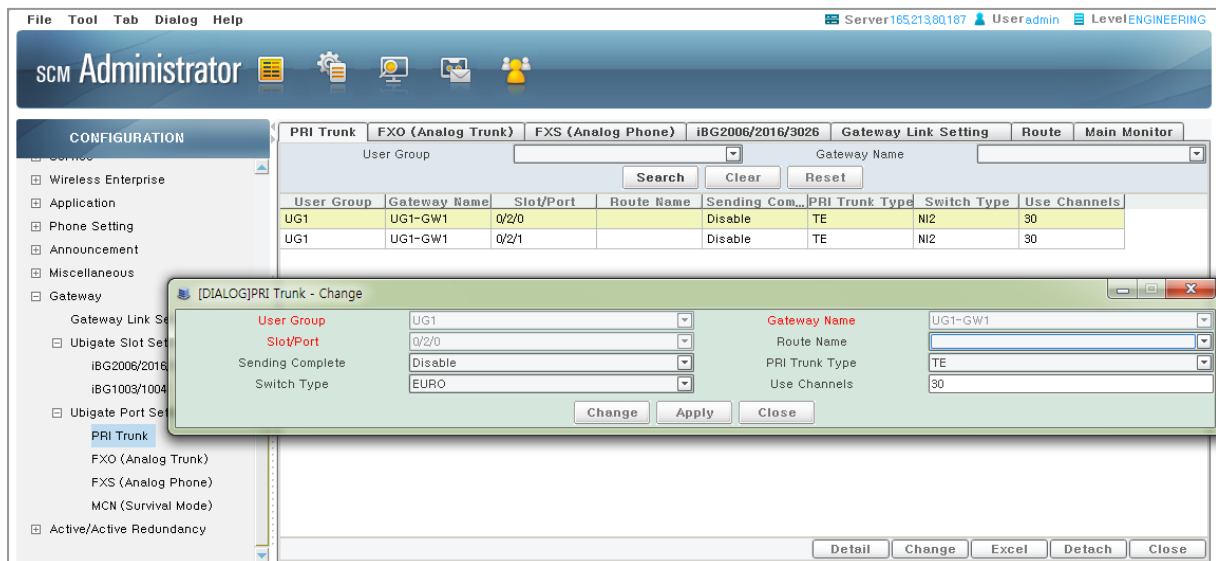 File Tool Tab Dialog Help
Server165,213,80,187 Useradmin LevelENGINEERING
SCM Administrator
CONFIGURATION
Wireless Enterprise
Application
Phone Setting
Announcement
Miscellaneous
Gateway
Gateway Link Se
Ubigate Slot Set
iBG2006/2016,
iBG1003/1004
Ubigate Port Set
PRI Trunk
FXO (Analog Trunk)
FXS (Analog Phone)
MCN (Survival Mode)
Active/Active Redundancy
PRI Trunk FXO (Analog Trunk) FXS (Analog Phone) iBG2006/2016/3026 Gateway Link Setting Route Main Monitor
User Group Gateway Name
Search Clear Reset
User Group Gateway Name Slot/Port Route Name Sending Com... PRI Trunk Type Switch Type Use Channels
UG1 UG1-GW1 0/2/0 Disable TE NI2 30
UG1 UG1-GW1 0/2/1 Disable TE NI2 30
[DIALOG]PRI Trunk - Change
User Group UG1 Gateway Name UG1-GW1
Slot/Port 0/2/0 Route Name
Sending Complete Disable PRI Trunk Type TE
Switch Type EURO Use Channels 30
Change Apply Close
Detail Change Excel Detach Close